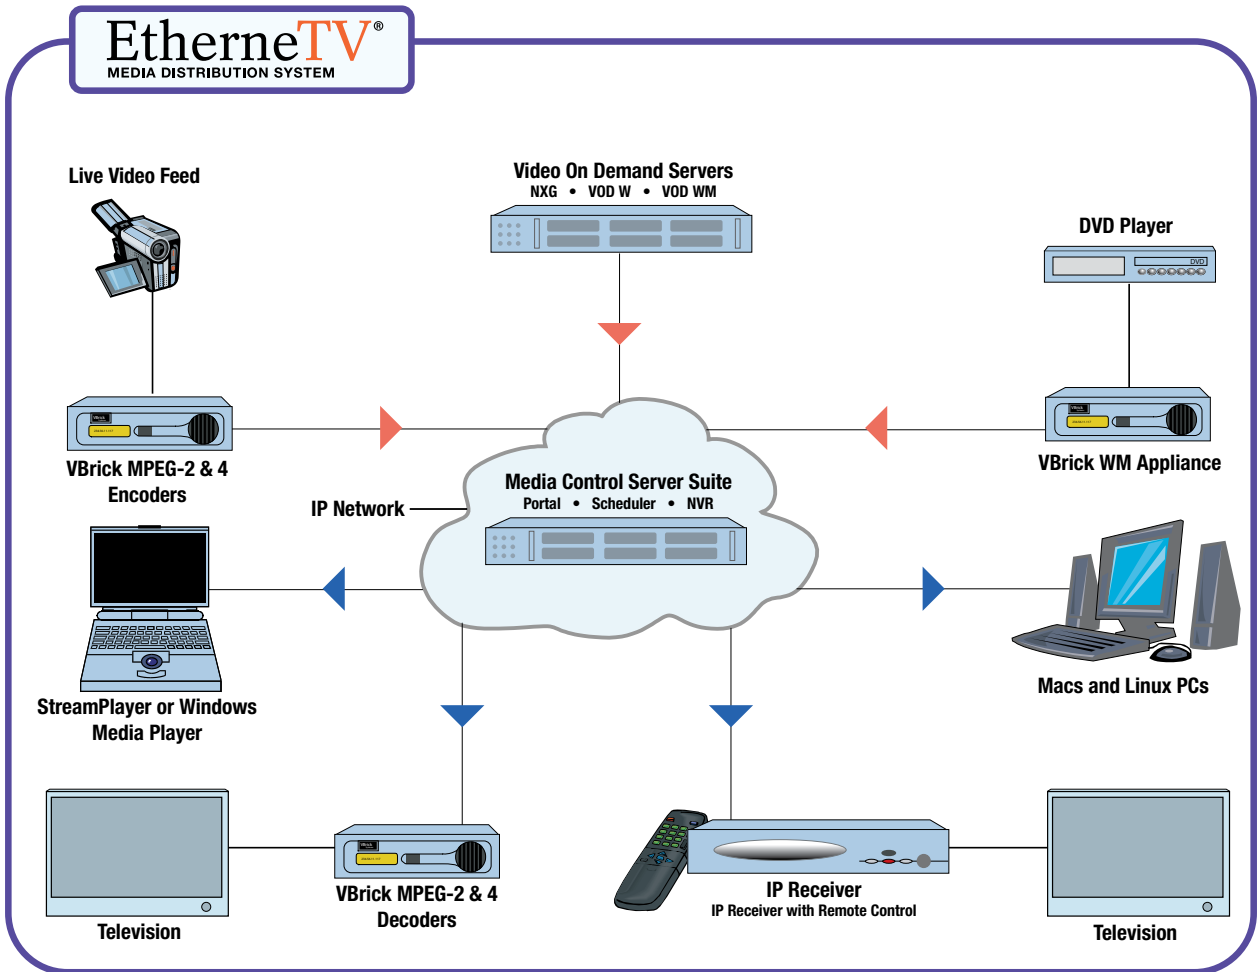 EtherneTV®
MEDIA DISTRIBUTION SYSTEM
Live Video Feed
Video On Demand Servers
NXG • VOD W • VOD WM
DVD Player
DVD
VBrick
VBrick MPEG-2 & 4
Encoders
VBrick
VBrick WM Appliance
IP Network
Media Control Server Suite
Portal • Scheduler • NVR
StreamPlayer or Windows
Media Player
Macs and Linux PCs
Television
VBrick
VBrick MPEG-2 & 4
Decoders
IP Receiver
IP Receiver with Remote Control
Television